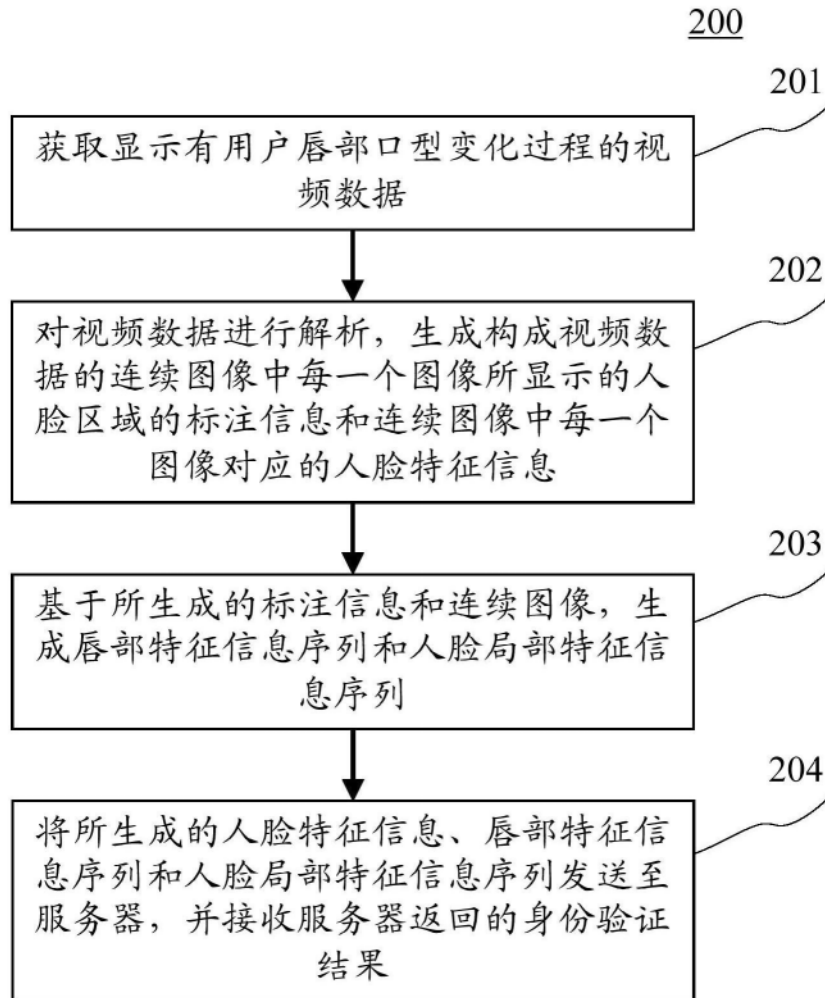 200
201
获取显示有用户唇部口型变化过程的视
频数据
202
对视频数据进行解析，生成构成视频数
据的连续图像中每一个图像所显示的人
脸区域的标注信息和连续图像中每一个
图像对应的人脸特征信息
203
基于所生成的标注信息和连续图像，生
成唇部特征信息序列和人脸局部特征信
息序列
204
将所生成的人脸特征信息、唇部特征信
息序列和人脸局部特征信息序列发送至
服务器，并接收服务器返回的身份验证
结果